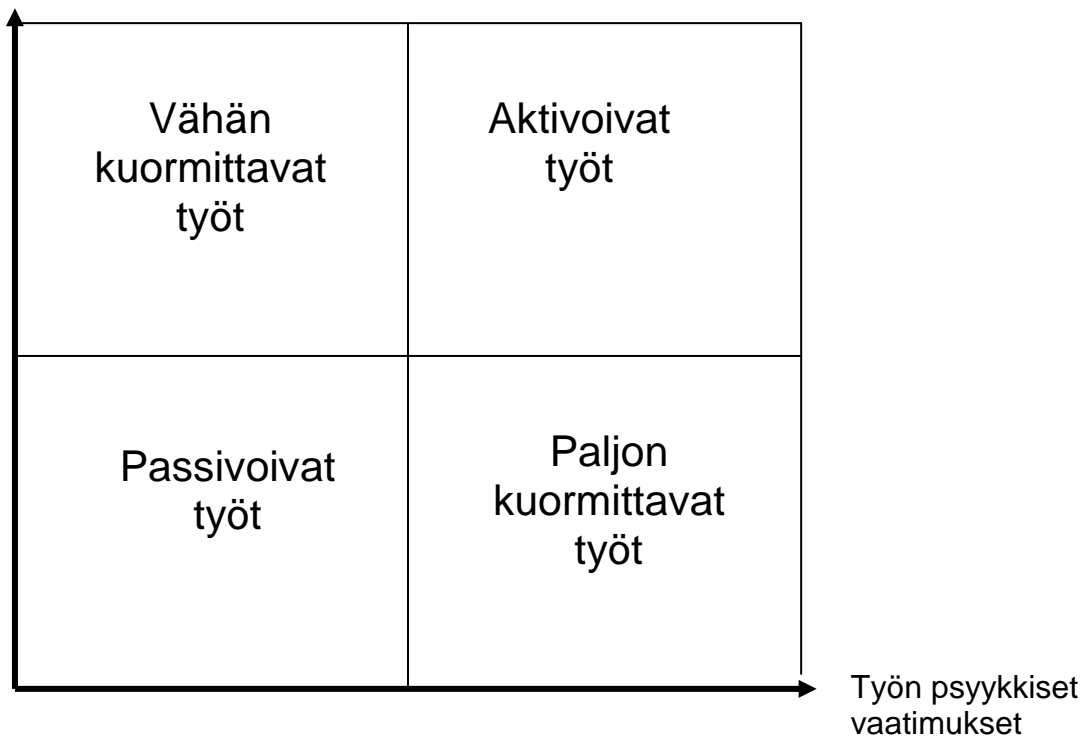 Vähän
kuormittavat
työt
Aktivoivat
työt
Passivoivat
työt
Paljon
kuormittavat
työt
Työn psyykkiset
vaatimukset